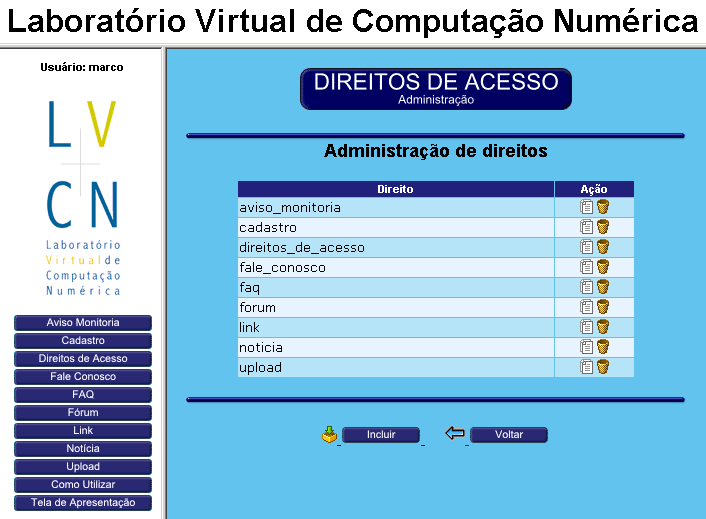 Laboratório Virtual de Computação Numérica
Usuário: marco
L V
C N
Laboratório
Virtual de
Computação
Numérica
Aviso Monitoria
Cadastro
Direitos de Acesso
Fale Conosco
FAQ
Fórum
Link
Notícia
Upload
Como Utilizar
Tela de Apresentação
DIREITOS DE ACESSO
Administração
Administração de direitos
Direito Ação
aviso_monitoria
cadastro
direitos_de_acesso
fale_conosco
faq
forum
link
noticia
upload
Incluir Voltar